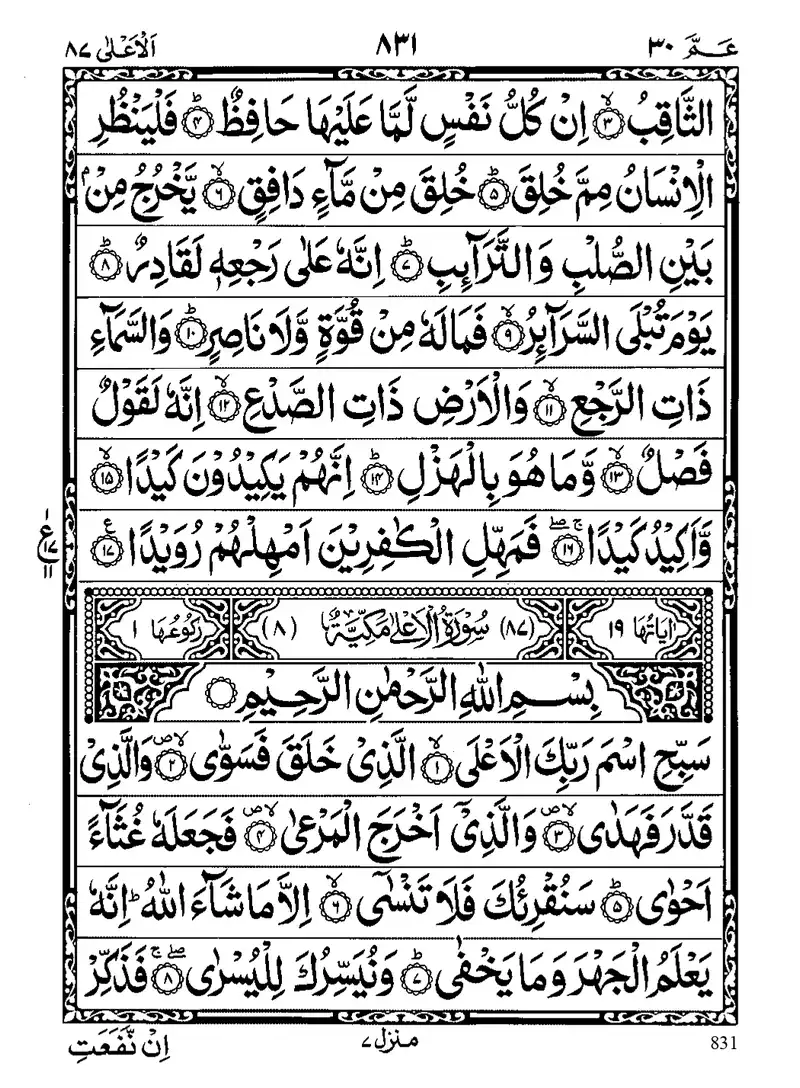 عـمّ ٣٠ ٨٣١ اَلْاَعْلٰى ٨٧
الثَّاقِبُ ۙ﴿٣﴾ اِنْ كُلُّ نَفْسٍ لَّمَّا عَلَيْهَا حَافِظٌ ؕ﴿٤﴾ فَلْيَنْظُرِ
الْاِنْسَانُ مِمَّ خُلِقَ ؕ﴿٥﴾ خُلِقَ مِنْ مَّآءٍ دَافِقٍ ۙ﴿٦﴾ يَّخْرُجُ مِنْۢ
بَيْنِ الصُّلْبِ وَالتَّرَآئِبِ ؕ﴿٧﴾ اِنَّهٗ عَلٰى رَجْعِهٖ لَقَادِرٌ ؕ﴿٨﴾
يَوْمَ تُبْلَى السَّرَآئِرُ ۙ﴿٩﴾ فَمَا لَهٗ مِنْ قُوَّةٍ وَّلَا نَاصِرٍ ؕ﴿١٠﴾ وَالسَّمَآءِ
ذَاتِ الرَّجْعِ ۙ﴿١١﴾ وَالْاَرْضِ ذَاتِ الصَّدْعِ ۙ﴿١٢﴾ اِنَّهٗ لَقَوْلٌ
فَصْلٌ ۙ﴿١٣﴾ وَّمَا هُوَ بِالْهَزْلِ ؕ﴿١٤﴾ اِنَّهُمْ يَكِيْدُوْنَ كَيْدًا ۙ﴿١٥﴾
وَّاَكِيْدُ كَيْدًا ۚۖ﴿١٦﴾ فَمَهِّلِ الْكٰفِرِيْنَ اَمْهِلْهُمْ رُوَيْدًا ﴿١٧﴾ ع
١
ع ١٧
١١
اٰيَاتُهَا ١٩ (٨٧) سُوْرَةُ الْاَعْلٰى مَكِّيَّةٌ (٨) رُكُوْعُهَا ١
بِسْمِ اللّٰهِ الرَّحْمٰنِ الرَّحِيْمِ
سَبِّحِ اسْمَ رَبِّكَ الْاَعْلَى ۙ﴿١﴾ الَّذِىْ خَلَقَ فَسَوّٰى ۙ﴿٢﴾ وَالَّذِىْ
قَدَّرَ فَهَدٰى ۙ﴿٣﴾ وَالَّذِىْۤ اَخْرَجَ الْمَرْعٰى ۙ﴿٤﴾ فَجَعَلَهٗ غُثَآءً
اَحْوٰى ؕ﴿٥﴾ سَنُقْرِئُكَ فَلَا تَنْسٰٓى ۙ﴿٦﴾ اِلَّا مَا شَآءَ اللّٰهُ ؕ اِنَّهٗ
يَعْلَمُ الْجَهْرَ وَمَا يَخْفٰى ؕ﴿٧﴾ وَنُيَسِّرُكَ لِلْيُسْرٰى ۚۖ﴿٨﴾ فَذَكِّرْ
831 منزل ٧ اِنْ نَّفَعَتِ